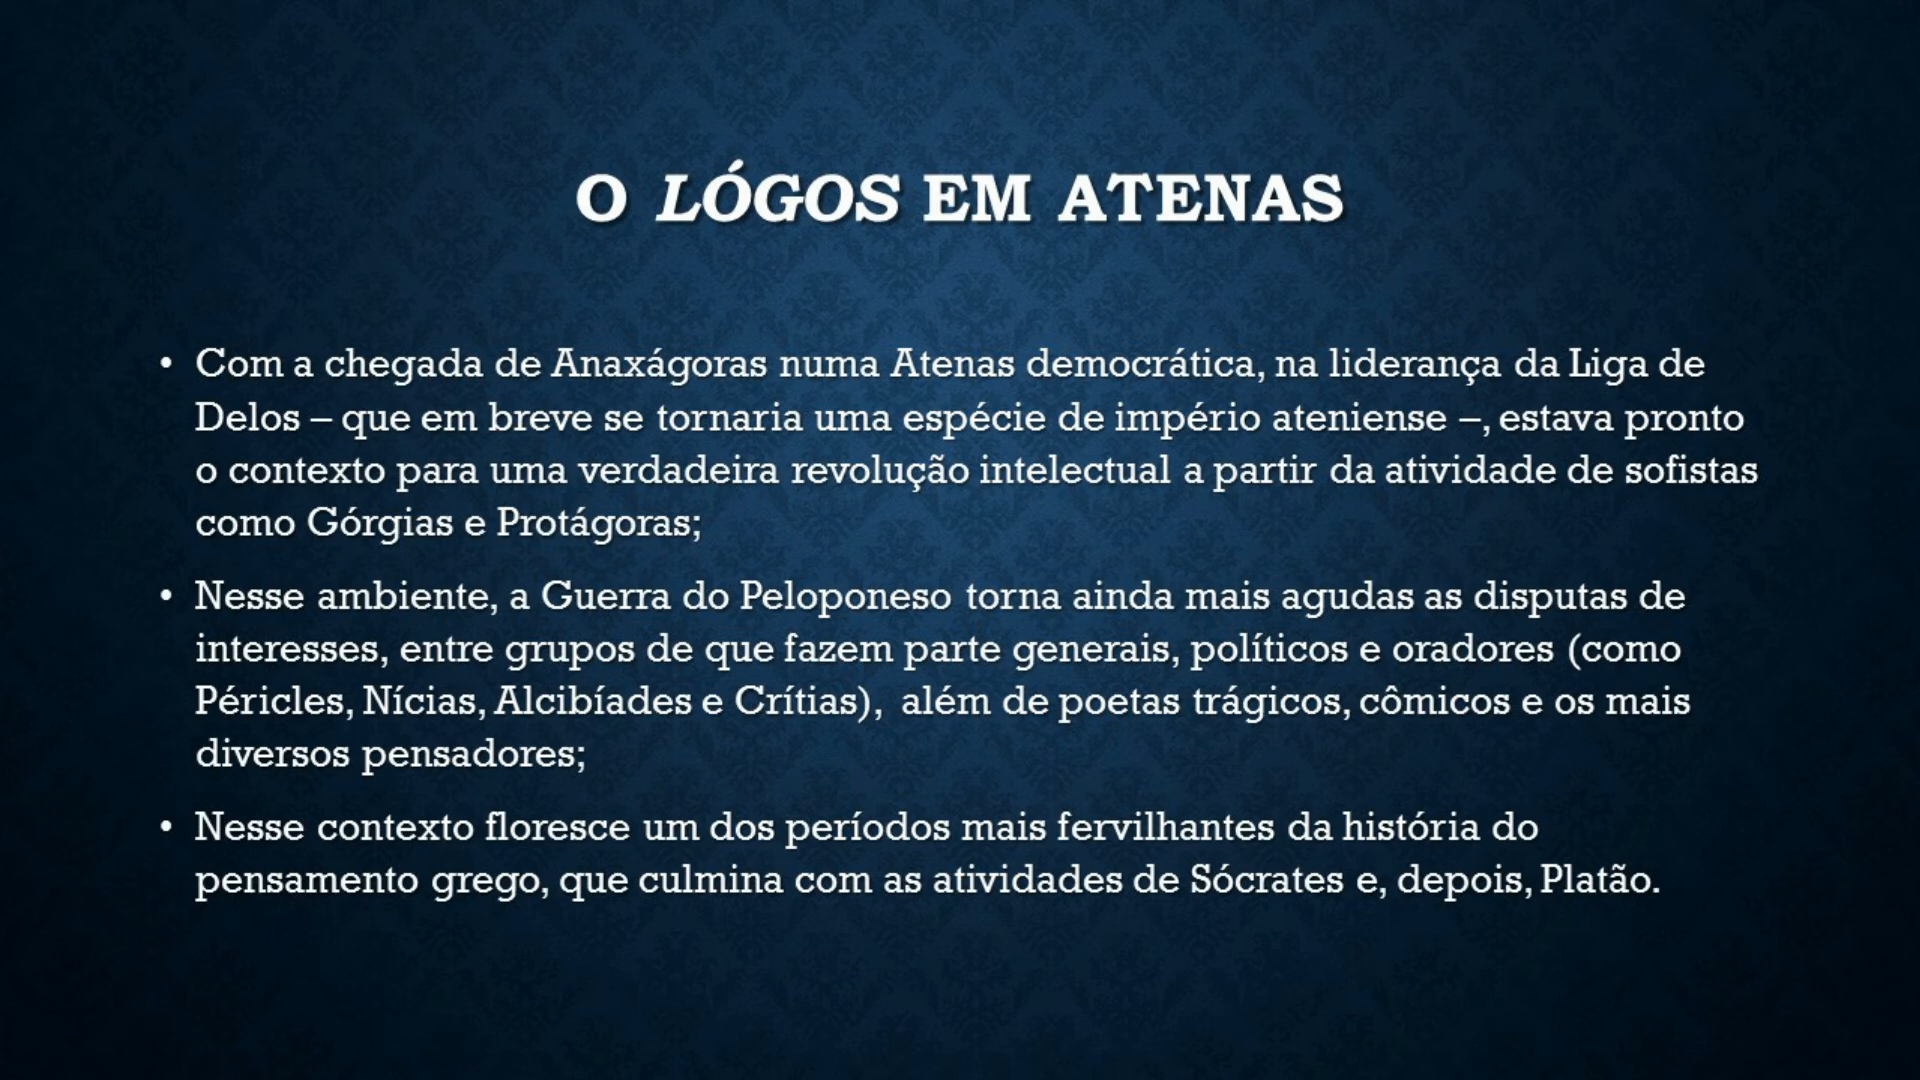 O LÓGOS EM ATENAS
• Com a chegada de Anaxágoras numa Atenas democrática, na liderança da Liga de
Delos – que em breve se tornaria uma espécie de império ateniense –, estava pronto
o contexto para uma verdadeira revolução intelectual a partir da atividade de sofistas
como Górgias e Protágoras;
• Nesse ambiente, a Guerra do Peloponeso torna ainda mais agudas as disputas de
interesses, entre grupos de que fazem parte generais, políticos e oradores (como
Péricles, Nícias, Alcibíades e Crítias), além de poetas trágicos, cômicos e os mais
diversos pensadores;
• Nesse contexto floresce um dos períodos mais fervilhantes da história do
pensamento grego, que culmina com as atividades de Sócrates e, depois, Platão.